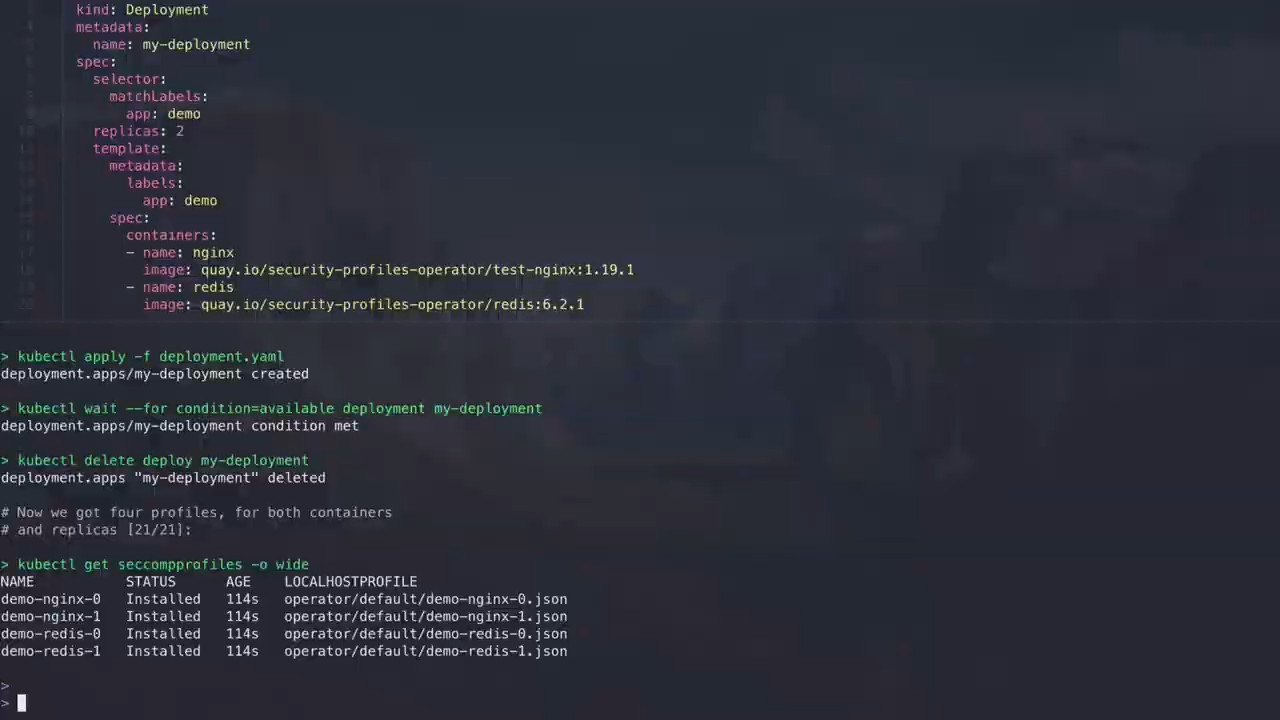 kind: Deployment
metadata:
name: my-deployment
spec:
selector:
matchLabels:
app: demo
replicas: 2
template:
metadata:
labels:
app: demo
spec:
containers:
- name: nginx
image: quay.io/security-profiles-operator/test-nginx:1.19.1
- name: redis
image: quay.io/security-profiles-operator/redis:6.2.1
> kubectl apply -f deployment.yaml
deployment.apps/my-deployment created
> kubectl wait --for condition=available deployment my-deployment
deployment.apps/my-deployment condition met
> kubectl delete deploy my-deployment
deployment.apps "my-deployment" deleted
# Now we got four profiles, for both containers
# and replicas [21/21]:
> kubectl get seccompprofiles -o wide
NAME STATUS AGE LOCALHOSTPROFILE
demo-nginx-0 Installed 114s operator/default/demo-nginx-0.json
demo-nginx-1 Installed 114s operator/default/demo-nginx-1.json
demo-redis-0 Installed 114s operator/default/demo-redis-0.json
demo-redis-1 Installed 114s operator/default/demo-redis-1.json
>
>